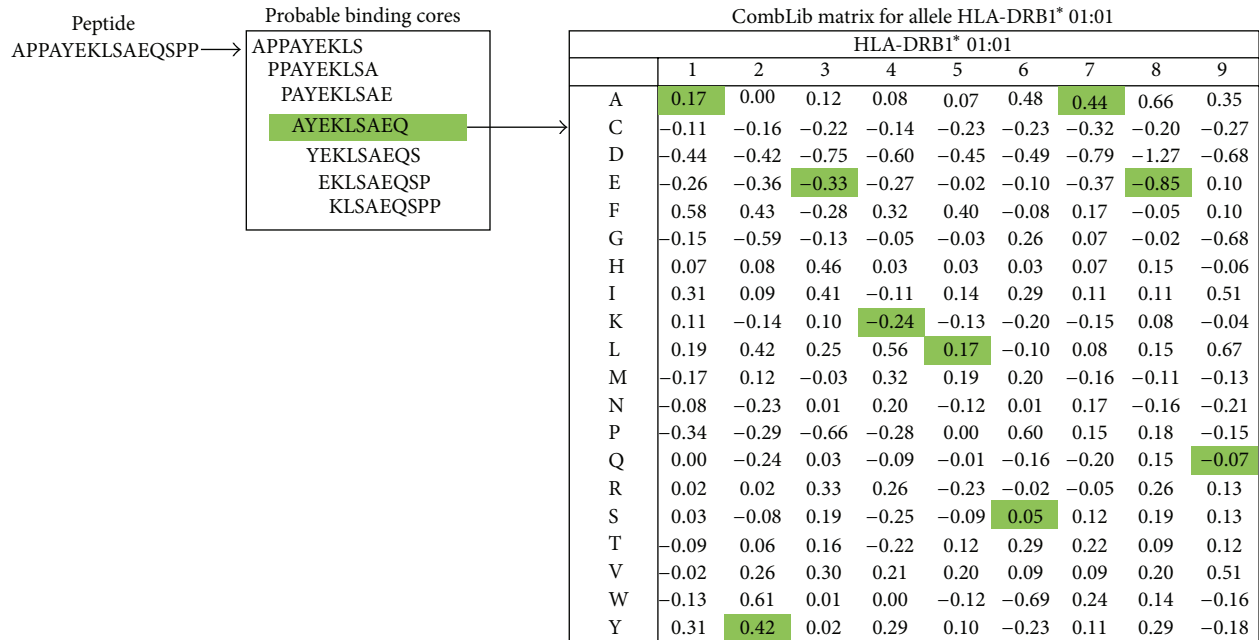 Peptide
APPAYEKLSAEQSPP
Probable binding cores
APPAYEKLS
PPAYEKLSA
PAYEKLSAE
AYEKLSAEQ
YEKLSAEQS
EKLSAEQSP
KLSAEQSPP
CombLib matrix for allele HLA-DRB1* 01:01
HLA-DRB1* 01:01
1 2 3 4 5 6 7 8 9
A 0.17 0.00 0.12 0.08 0.07 0.48 0.44 0.66 0.35
C −0.11 −0.16 −0.22 −0.14 −0.23 −0.23 −0.32 −0.20 −0.27
D −0.44 −0.42 −0.75 −0.60 −0.45 −0.49 −0.79 −1.27 −0.68
E −0.26 −0.36 −0.33 −0.27 −0.02 −0.10 −0.37 −0.85 0.10
F 0.58 0.43 −0.28 0.32 0.40 −0.08 0.17 −0.05 0.10
G −0.15 −0.59 −0.13 −0.05 −0.03 0.26 0.07 −0.02 −0.68
H 0.07 0.08 0.46 0.03 0.03 0.03 0.07 0.15 −0.06
I 0.31 0.09 0.41 −0.11 0.14 0.29 0.11 0.11 0.51
K 0.11 −0.14 0.10 −0.24 −0.13 −0.20 −0.15 0.08 −0.04
L 0.19 0.42 0.25 0.56 0.17 −0.10 0.08 0.15 0.67
M −0.17 0.12 −0.03 0.32 0.19 0.20 −0.16 −0.11 −0.13
N −0.08 −0.23 0.01 0.20 −0.12 0.01 0.17 −0.16 −0.21
P −0.34 −0.29 −0.66 −0.28 0.00 0.60 0.15 0.18 −0.15
Q 0.00 −0.24 0.03 −0.09 −0.01 −0.16 −0.20 0.15 −0.07
R 0.02 0.02 0.33 0.26 −0.23 −0.02 −0.05 0.26 0.13
S 0.03 −0.08 0.19 −0.25 −0.09 0.05 0.12 0.19 0.13
T −0.09 0.06 0.16 −0.22 0.12 0.29 0.22 0.09 0.12
V −0.02 0.26 0.30 0.21 0.20 0.09 0.09 0.20 0.51
W −0.13 0.61 0.01 0.00 −0.12 −0.69 0.24 0.14 −0.16
Y 0.31 0.42 0.02 0.29 0.10 −0.23 0.11 0.29 −0.18